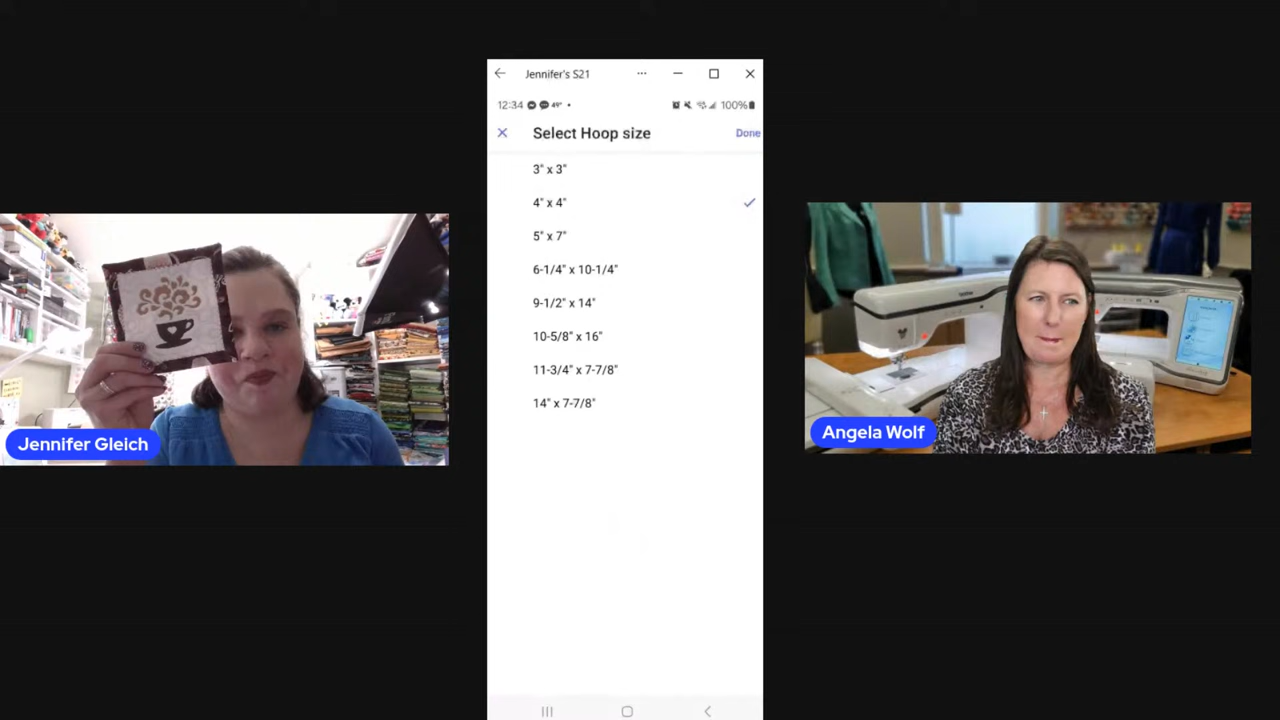 Jennifer's S21
12:34
49°
100%
Select Hoop size
Done
3" x 3"
4" x 4"
5" x 7"
6-1/4" x 10-1/4"
9-1/2" x 14"
10-5/8" x 16"
11-3/4" x 7-7/8"
14" x 7-7/8"
Jennifer Gleich
Angela Wolf